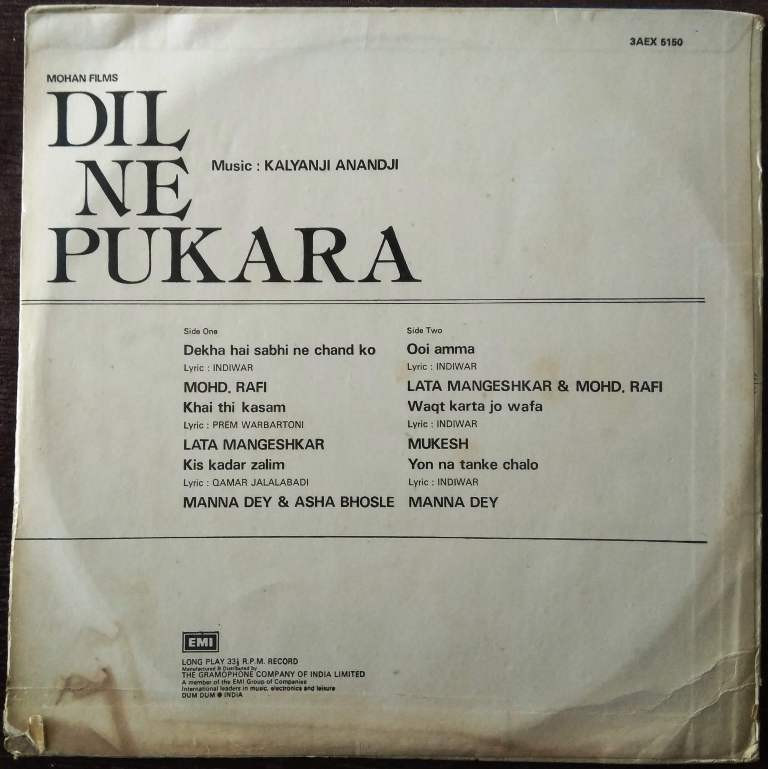 3AEX 5150
MOHAN FILMS
DIL
NE
PUKARA
Music : KALYANJI ANANDJI
Side One
Dekha hai sabhi ne chand ko
Lyric : INDIWAR
MOHD. RAFI
Khai thi kasam
Lyric : PREM WARBARTONI
LATA MANGESHKAR
Kis kadar zalim
Lyric : QAMAR JALALABADI
MANNA DEY & ASHA BHOSLE
Side Two
Ooi amma
Lyric : INDIWAR
LATA MANGESHKAR & MOHD. RAFI
Waqt karta jo wafa
Lyric : INDIWAR
MUKESH
Yon na tanke chalo
Lyric : INDIWAR
MANNA DEY
EMI
LONG PLAY 33⅓ R.P.M. RECORD
Manufactured & Distributed by
THE GRAMOPHONE COMPANY OF INDIA LIMITED
A member of the EMI Group of Companies
International leaders in music, electronics and leisure
DUM DUM ● INDIA